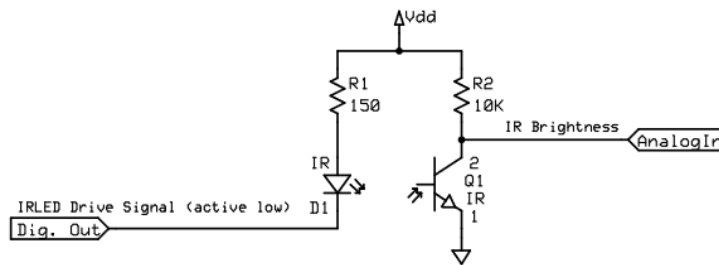 Vdd
R1
150
R2
10K
IR Brightness
AnalogIn
IR
2
Q1
IR
1
D1
IRLED Drive Signal (active low)
Dig. Out